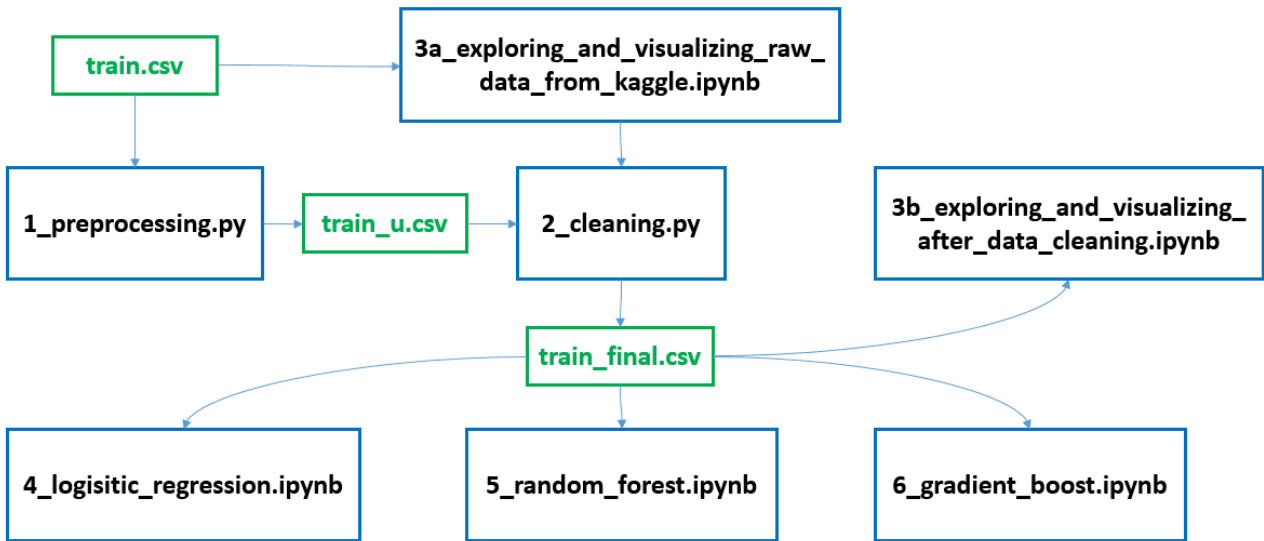 train.csv
3a_exploring_and_visualizing_raw_
data_from_kaggle.ipynb
1_preprocessing.py
train_u.csv
2_cleaning.py
3b_exploring_and_visualizing_
after_data_cleaning.ipynb
train_final.csv
4_logisitic_regression.ipynb
5_random_forest.ipynb
6_gradient_boost.ipynb